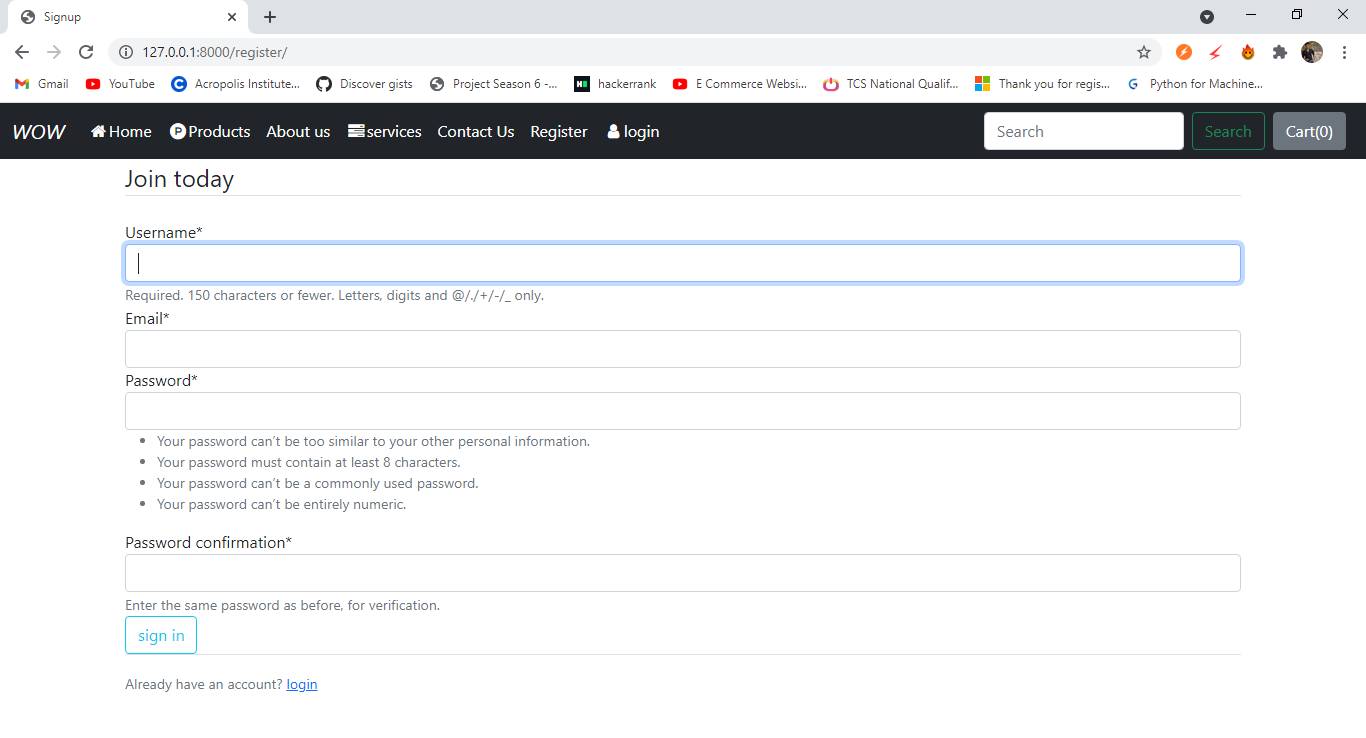 Signup
127.0.0.1:8000/register/
Gmail YouTube Acropolis Institute... Discover gists Project Season 6 -... hackerrank E Commerce Websi... TCS National Qualif... Thank you for regis... Python for Machine...
WOW Home Products About us services Contact Us Register login Search Search Cart(0)
Join today
Username*
Required. 150 characters or fewer. Letters, digits and @/./+/-/_ only.
Email*
Password*
Your password can't be too similar to your other personal information.
Your password must contain at least 8 characters.
Your password can't be a commonly used password.
Your password can't be entirely numeric.
Password confirmation*
Enter the same password as before, for verification.
sign in
Already have an account? login